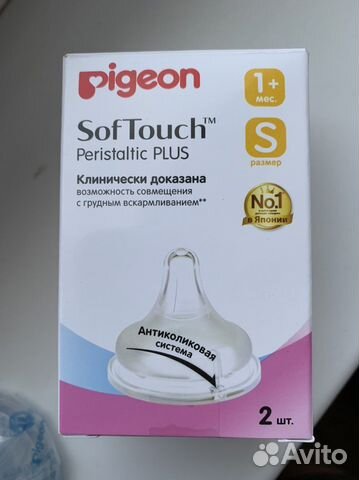 pigeon
1+
мес.
SofTouch™
Peristaltic PLUS
S
размер
Клинически доказана
возможность совмещения
с грудным вскармливанием**
No.1
в Японии
Антиколиковая
система
2 шт.
Avito